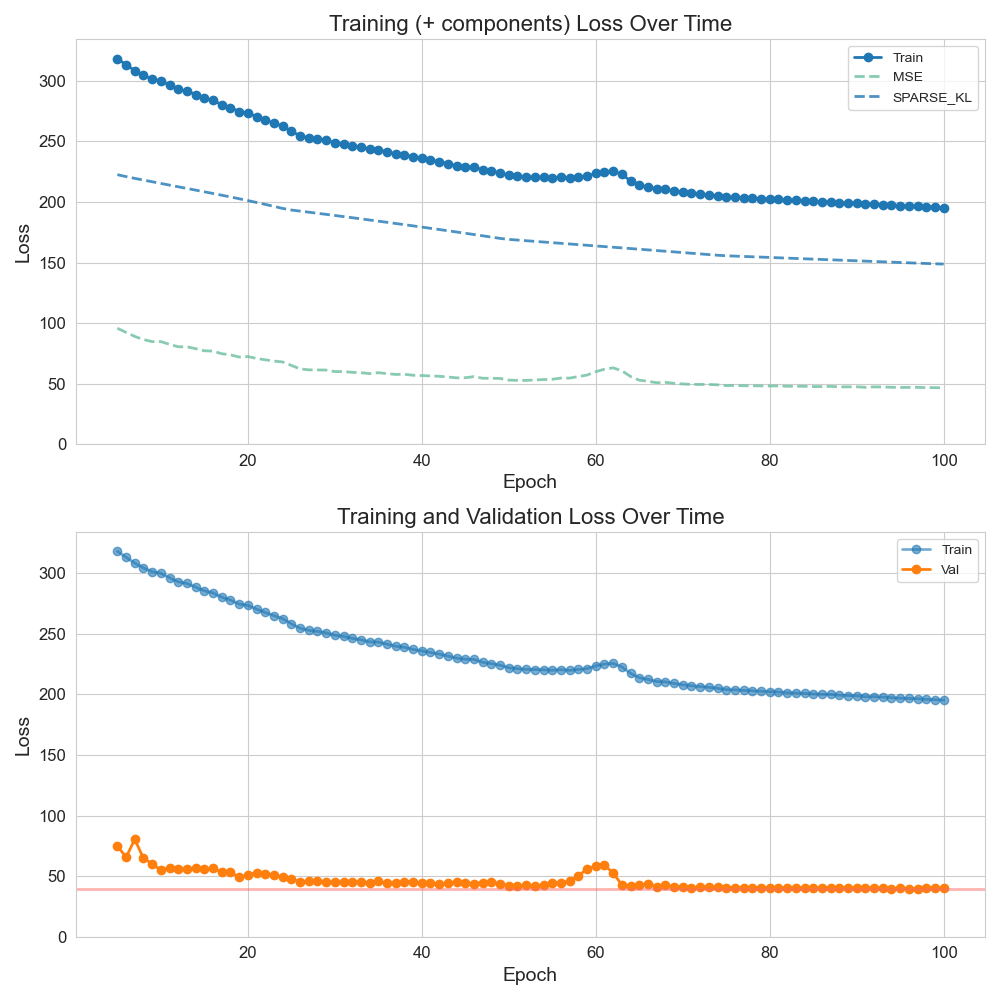 Training (+ components) Loss Over Time
Train
MSE
SPARSE_KL
Loss
300
250
200
150
100
50
0
20 40 60 80 100
Epoch
Training and Validation Loss Over Time
Train
Val
Loss
300
250
200
150
100
50
0
20 40 60 80 100
Epoch